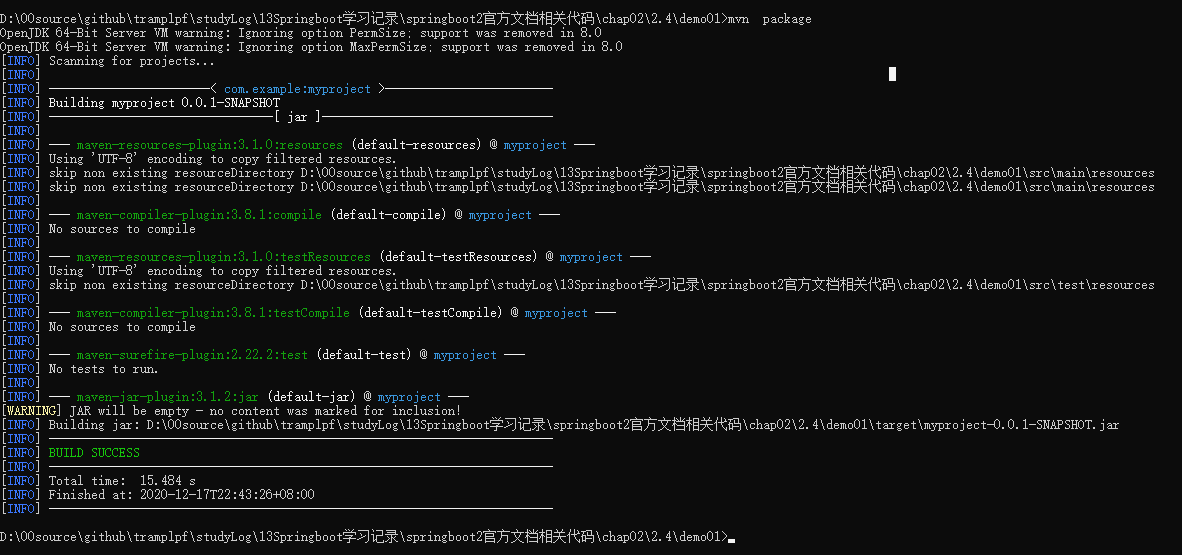 D:\00source\github\tramplpf\studyLog\13Springboot学习记录\springboot2官方文档相关代码\chap02\2.4\demo01>mvn  package
OpenJDK 64-Bit Server VM warning: Ignoring option PermSize; support was removed in 8.0
OpenJDK 64-Bit Server VM warning: Ignoring option MaxPermSize; support was removed in 8.0
[INFO] Scanning for projects...
[INFO]
[INFO] -----------------------< com.example:myproject >------------------------
[INFO] Building myproject 0.0.1-SNAPSHOT
[INFO] --------------------------------[ jar ]---------------------------------
[INFO]
[INFO] --- maven-resources-plugin:3.1.0:resources (default-resources) @ myproject ---
[INFO] Using 'UTF-8' encoding to copy filtered resources.
[INFO] skip non existing resourceDirectory D:\00source\github\tramplpf\studyLog\13Springboot学习记录\springboot2官方文档相关代码\chap02\2.4\demo01\src\main\resources
[INFO] skip non existing resourceDirectory D:\00source\github\tramplpf\studyLog\13Springboot学习记录\springboot2官方文档相关代码\chap02\2.4\demo01\src\main\resources
[INFO]
[INFO] --- maven-compiler-plugin:3.8.1:compile (default-compile) @ myproject ---
[INFO] No sources to compile
[INFO]
[INFO] --- maven-resources-plugin:3.1.0:testResources (default-testResources) @ myproject ---
[INFO] Using 'UTF-8' encoding to copy filtered resources.
[INFO] skip non existing resourceDirectory D:\00source\github\tramplpf\studyLog\13Springboot学习记录\springboot2官方文档相关代码\chap02\2.4\demo01\src\test\resources
[INFO]
[INFO] --- maven-compiler-plugin:3.8.1:testCompile (default-testCompile) @ myproject ---
[INFO] No sources to compile
[INFO]
[INFO] --- maven-surefire-plugin:2.22.2:test (default-test) @ myproject ---
[INFO] No tests to run.
[INFO]
[INFO] --- maven-jar-plugin:3.1.2:jar (default-jar) @ myproject ---
[WARNING] JAR will be empty - no content was marked for inclusion!
[INFO] Building jar: D:\00source\github\tramplpf\studyLog\13Springboot学习记录\springboot2官方文档相关代码\chap02\2.4\demo01\target\myproject-0.0.1-SNAPSHOT.jar
[INFO] ------------------------------------------------------------------------
[INFO] BUILD SUCCESS
[INFO] ------------------------------------------------------------------------
[INFO] Total time:  15.484 s
[INFO] Finished at: 2020-12-17T22:43:26+08:00
[INFO] ------------------------------------------------------------------------
D:\00source\github\tramplpf\studyLog\13Springboot学习记录\springboot2官方文档相关代码\chap02\2.4\demo01>